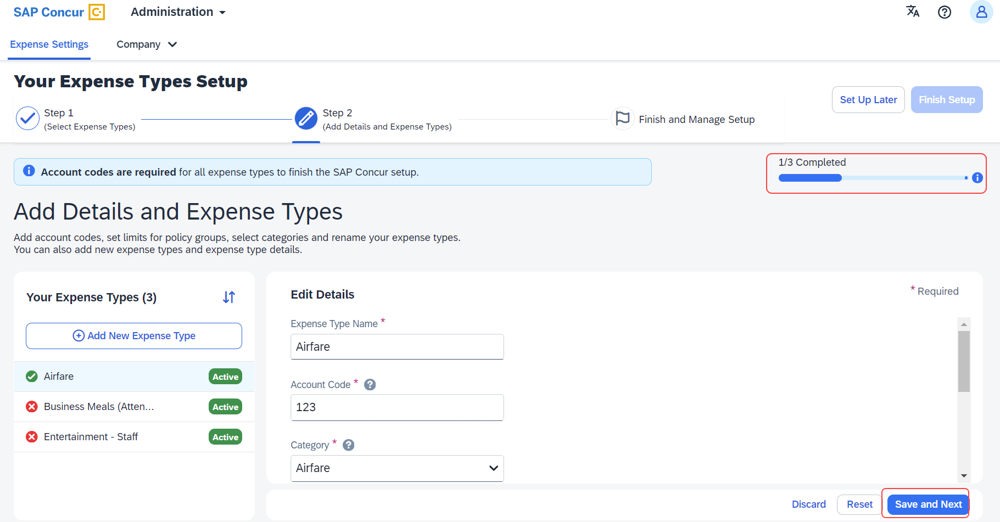 SAP Concur C Administration
Expense Settings Company
Your Expense Types Setup
Set Up Later Finish Setup
Step 1
(Select Expense Types)
Step 2
(Add Details and Expense Types)
Finish and Manage Setup
Account codes are required for all expense types to finish the SAP Concur setup.
1/3 Completed
Add Details and Expense Types
Add account codes, set limits for policy groups, select categories and rename your expense types.
You can also add new expense types and expense type details.
Your Expense Types (3)
Add New Expense Type
Airfare Active
Business Meals (Atten... Active
Entertainment - Staff Active
Edit Details
* Required
Expense Type Name *
Airfare
Account Code *
123
Category *
Airfare
Discard Reset Save and Next